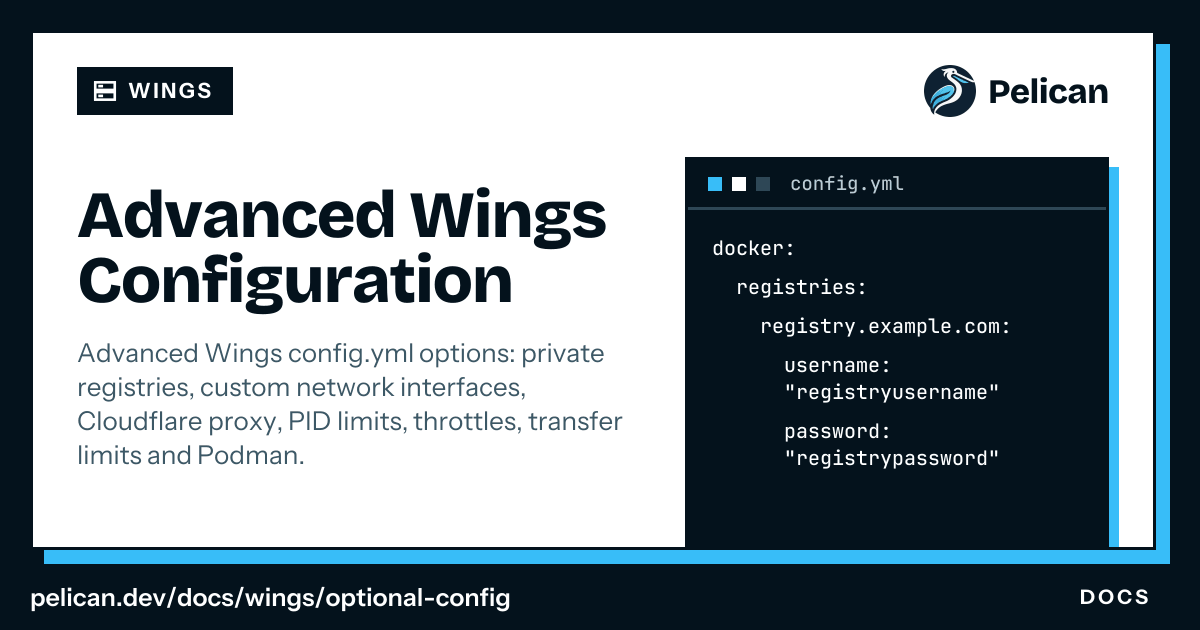 WINGS
Pelican
Advanced Wings
Configuration
Advanced Wings config.yml options: private
registries, custom network interfaces,
Cloudflare proxy, PID limits, throttles, transfer
limits and Podman.
config.yml
docker:
registries:
registry.example.com:
username:
"registryusername"
password:
"registrypassword"
pelican.dev/docs/wings/optional-config
DOCS